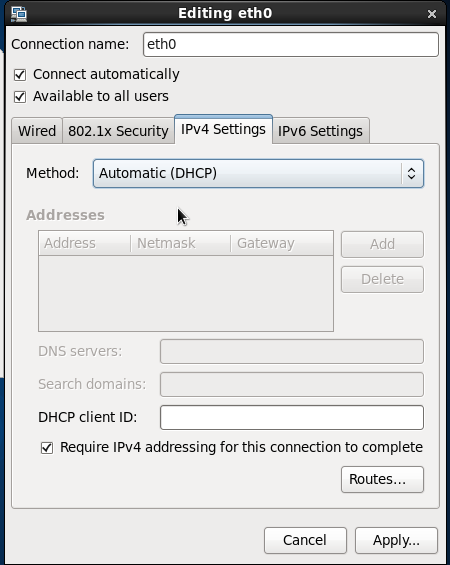 Editing eth0
Connection name: eth0
Connect automatically
Available to all users
Wired 802.1x Security IPv4 Settings IPv6 Settings
Method: Automatic (DHCP)
Addresses
Address Netmask Gateway Add
Delete
DNS servers:
Search domains:
DHCP client ID:
Require IPv4 addressing for this connection to complete
Routes...
Cancel Apply...